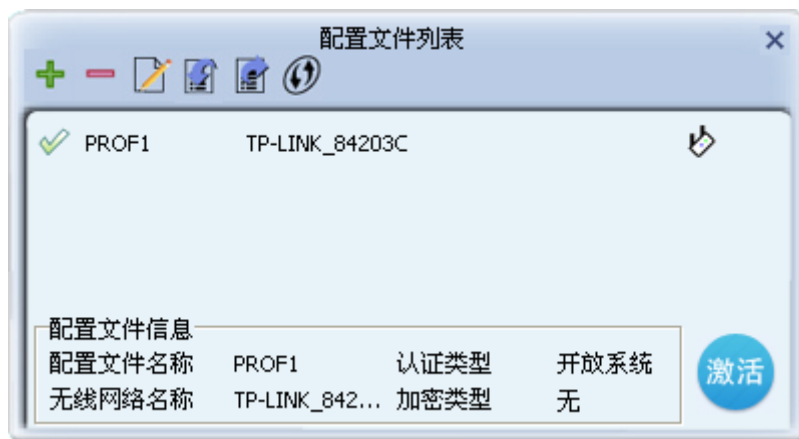 配置文件列表
PROF1 TP-LINK_84203C
配置文件信息
配置文件名称 PROF1 认证类型 开放系统
无线网络名称 TP-LINK_842... 加密类型 无
激活